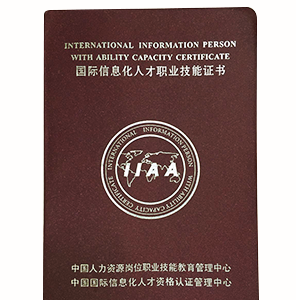 INTERNATIONAL INFORMATION PERSON
WITH ABILITY CAPACITY CERTIFICATE
国际信息化人才职业技能证书
INTERNATIONAL INFORMATION PERSON
WITH ABILITY CAPACITY CERTIFICATE
IIAA
中国人力资源岗位职业技能教育管理中心
中国国际信息化人才资格认证管理中心